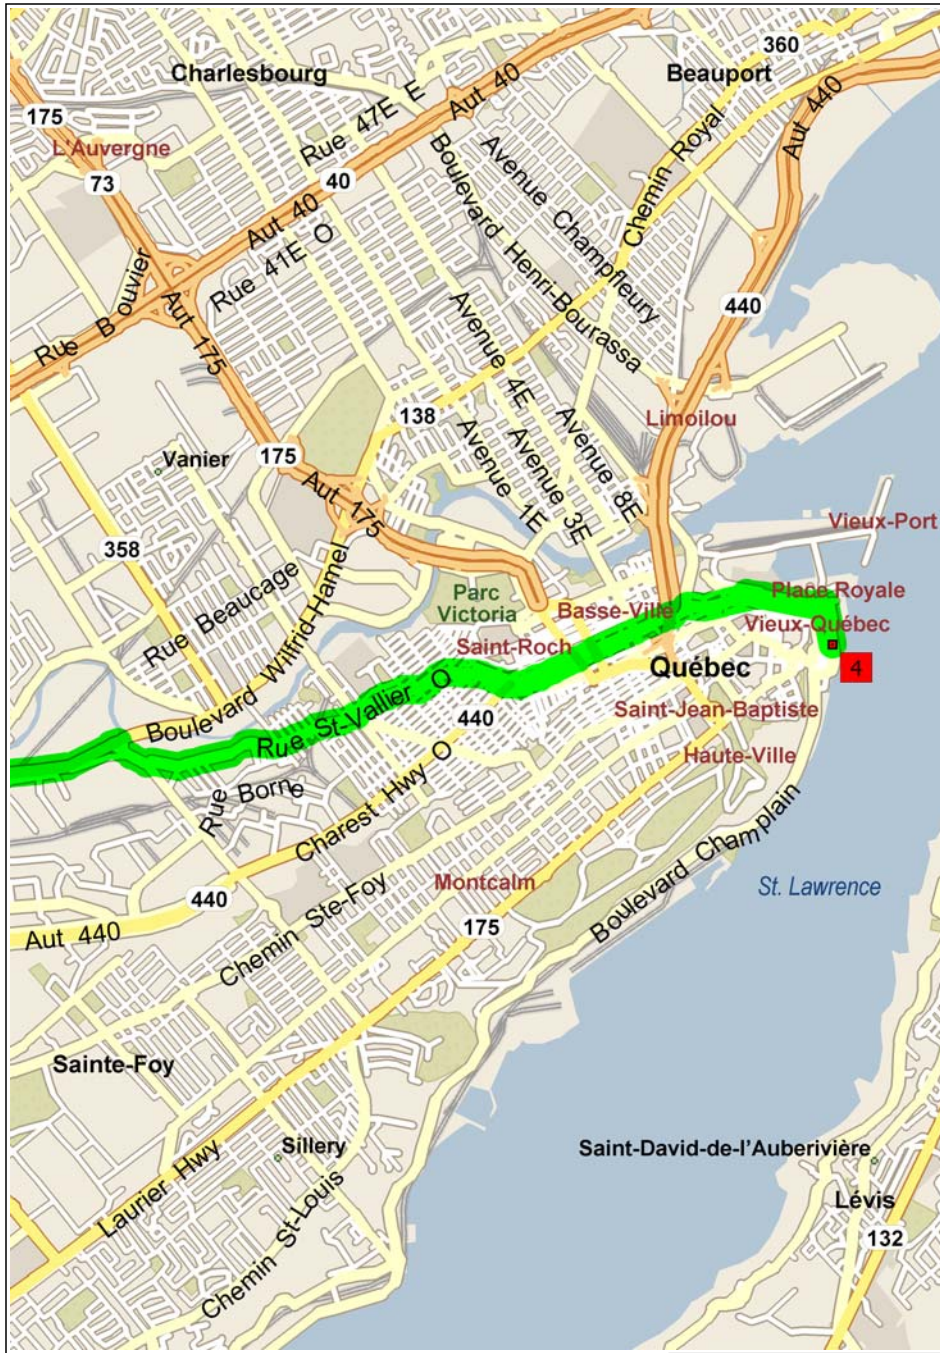 360
Charlesbourg
Beauport
175
Rue 47E E
Aut 40
Aut 440
Chemin Royal
L'Auvergne
73
40
Boulevard Henri-Bourassa
Avenue Champfleury
Aut 40
Rue 41E O
Rue Bouvier
Aut 175
440
Avenue 4E
138
Limoilou
Vanier
175
Avenue 1E
Avenue 3E
Avenue 8E
Aut 175
Vieux-Port
358
Parc
Victoria
Place Royale
Basse-Ville
Rue Beaucage
Boulevard Wilfrid-Hamel
Vieux-Québec
Saint-Roch
Québec
4
Rue St-Vallier O
440
Saint-Jean-Baptiste
Haute-Ville
Rue Borne
Charest Hwy O
Boulevard Champlain
Montcalm
St. Lawrence
440
175
Aut 440
Chemin Ste-Foy
Sainte-Foy
Sillery
Saint-David-de-l'Auberivière
Lévis
Laurier Hwy
132
Chemin St-Louis